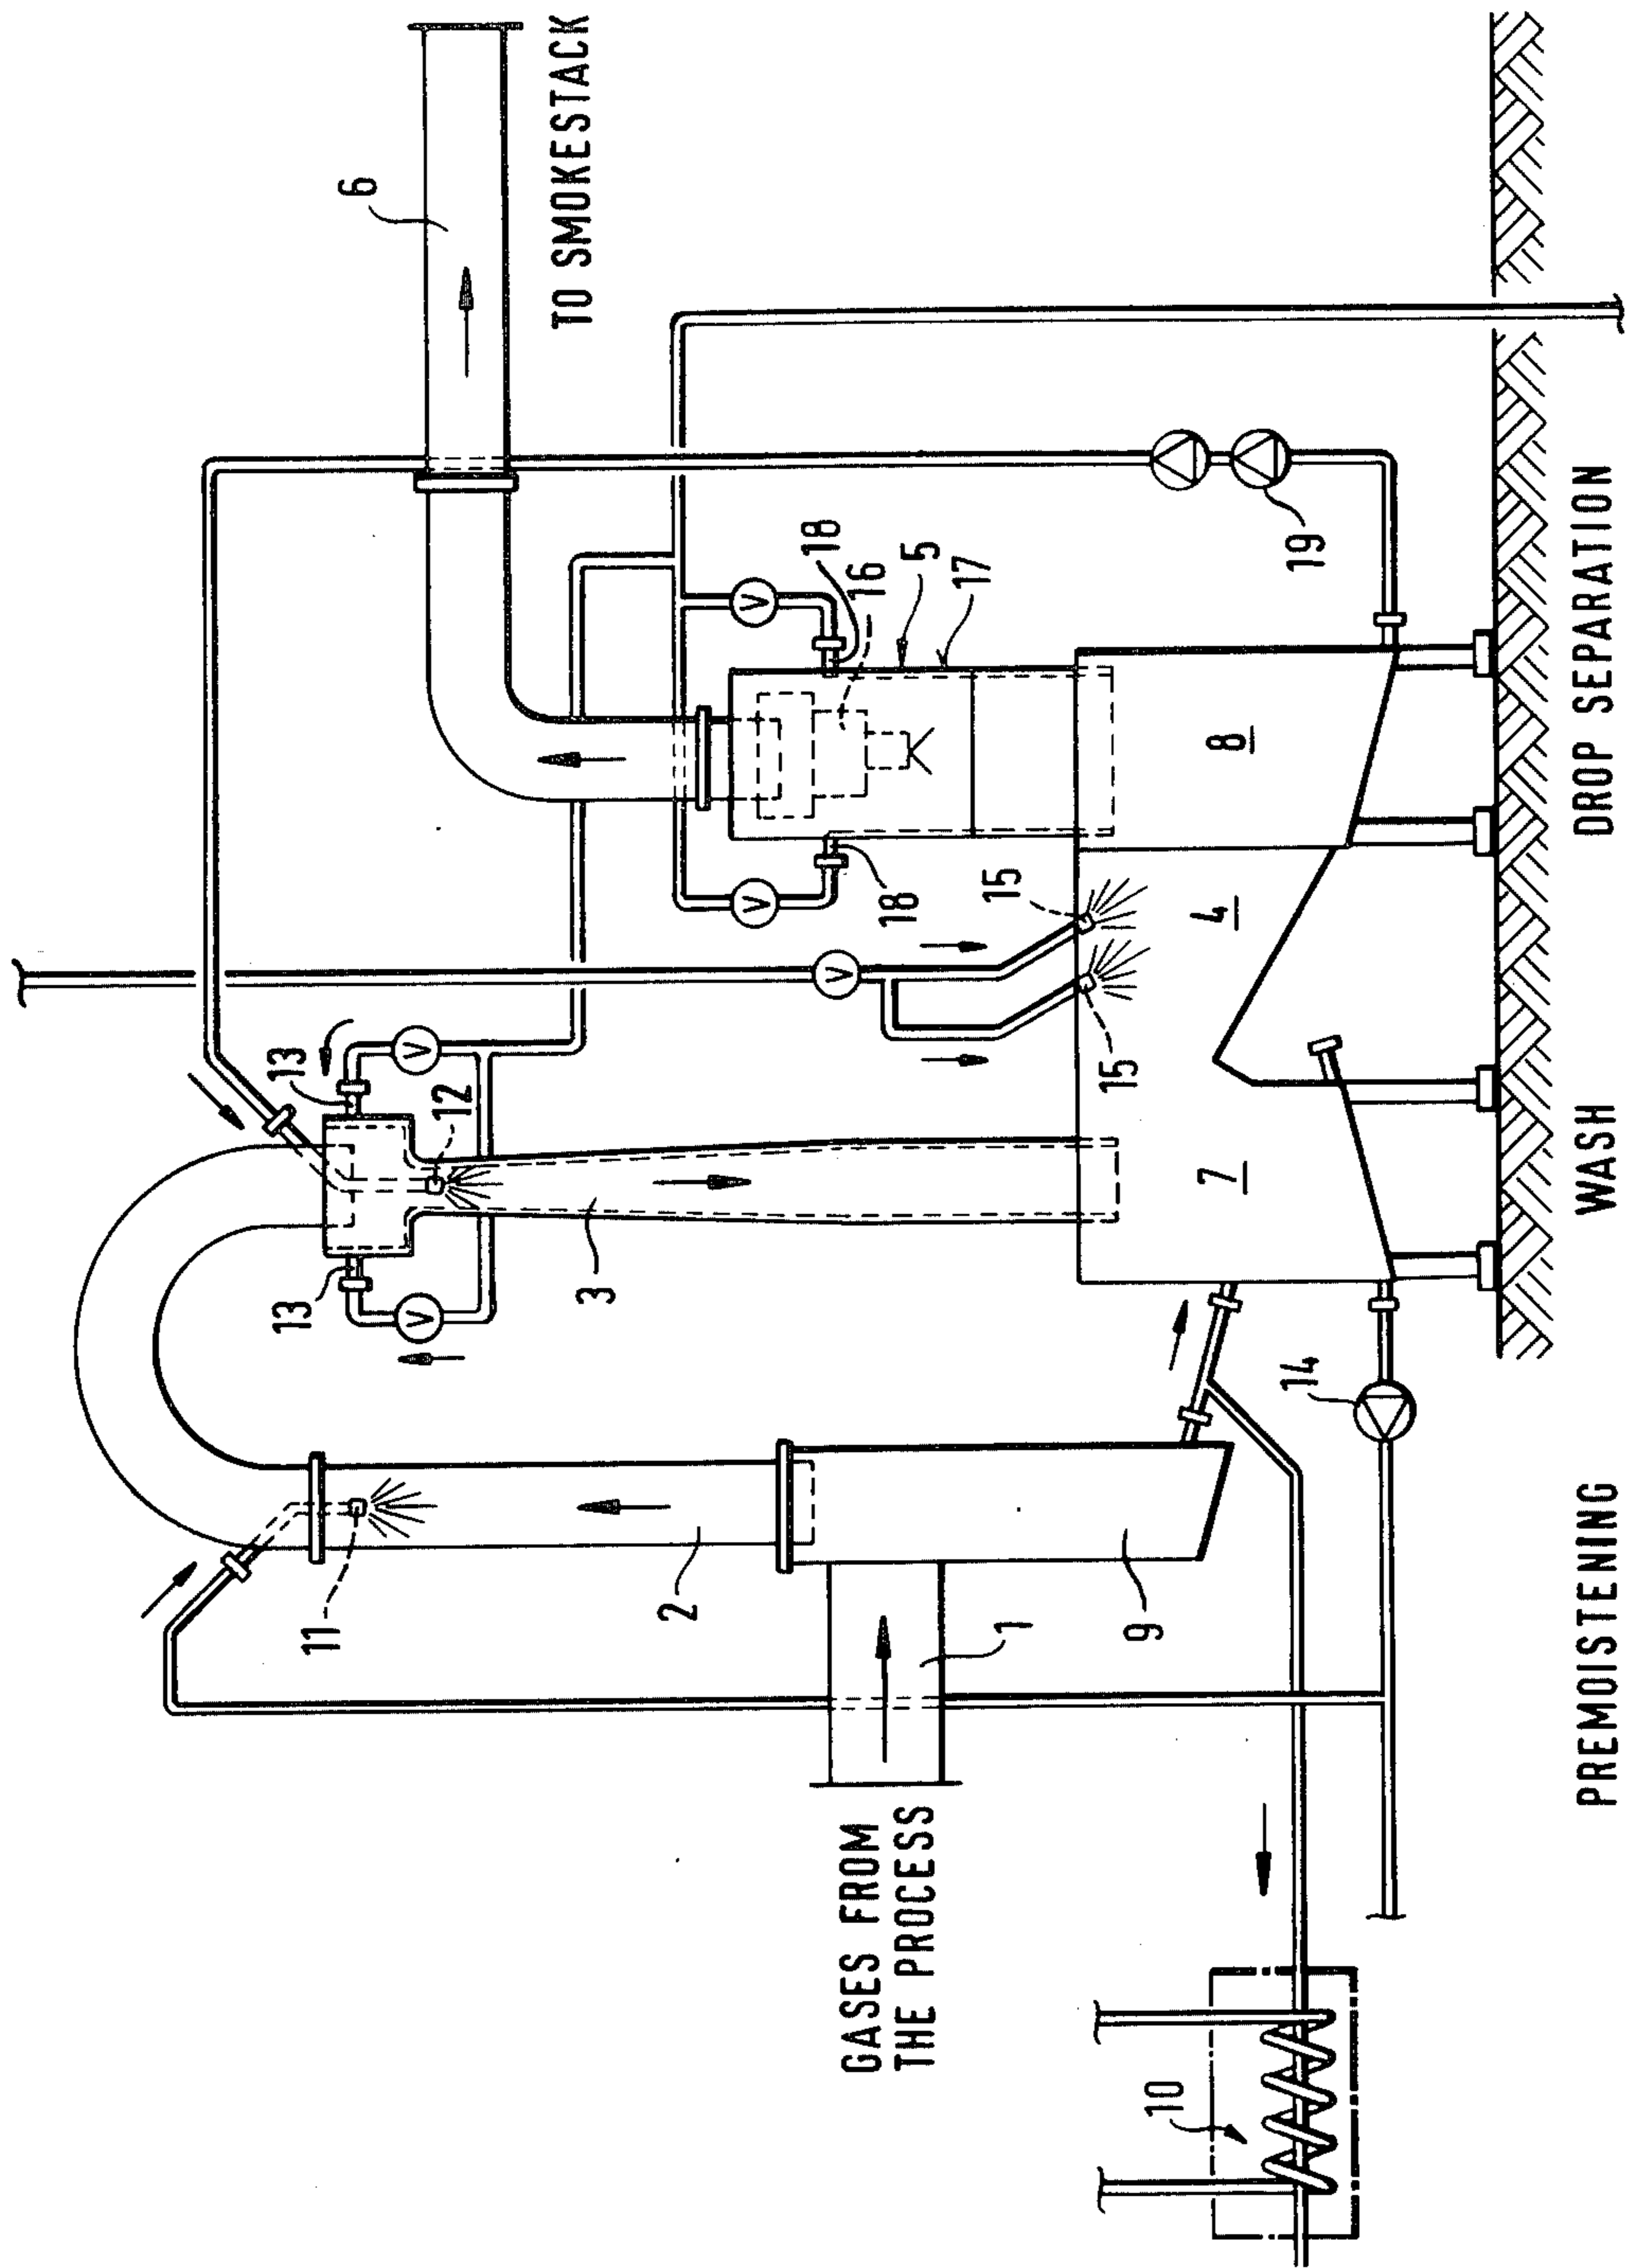 6
13
13
11
V
V
12
TO SMOKESTACK
3
2
V
V
V
18
GASES FROM
THE PROCESS
16
18
5
17
15
1
15
9
10
4
7
8
14
19
PREMOISTENING
WASH
DROP SEPARATION